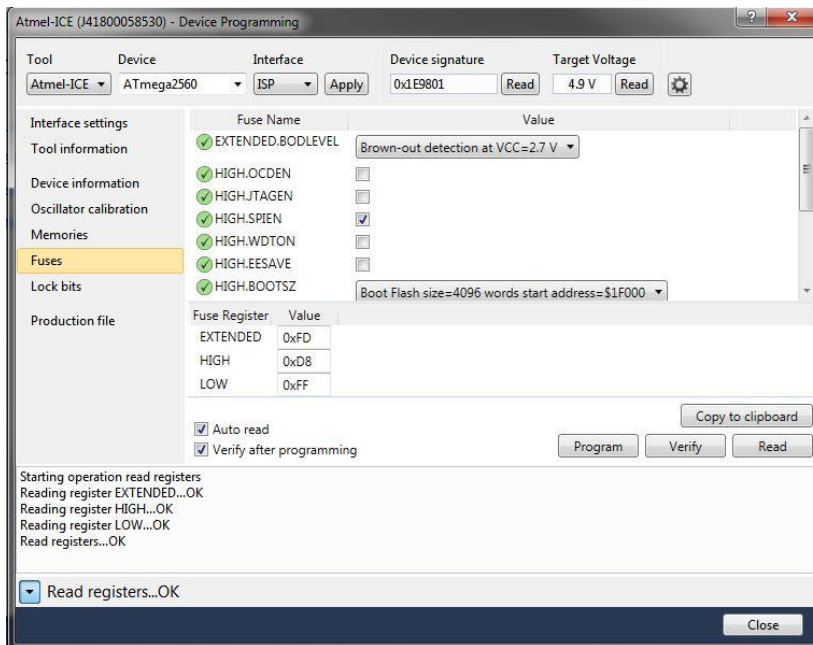 Atmel-ICE (J41800058530) - Device Programming
Tool Device Interface Device signature Target Voltage
Atmel-ICE ATmega2560 ISP Apply 0x1E9801 Read 4.9 V Read
Interface settings
Tool information
Device information
Oscillator calibration
Memories
Fuses
Lock bits
Production file
Fuse Name Value
EXTENDED.BODLEVEL Brown-out detection at VCC=2.7 V
HIGH.OCDEN
HIGH.JTAGEN
HIGH.SPIEN
HIGH.WDTON
HIGH.EESAVE
HIGH.BOOTSZ Boot Flash size=4096 words start address=$1F000
Fuse Register Value
EXTENDED 0xFD
HIGH 0xD8
LOW 0xFF
Copy to clipboard
Auto read
Verify after programming
Program Verify Read
Starting operation read registers
Reading register EXTENDED...OK
Reading register HIGH...OK
Reading register LOW...OK
Read registers...OK
Read registers...OK
Close